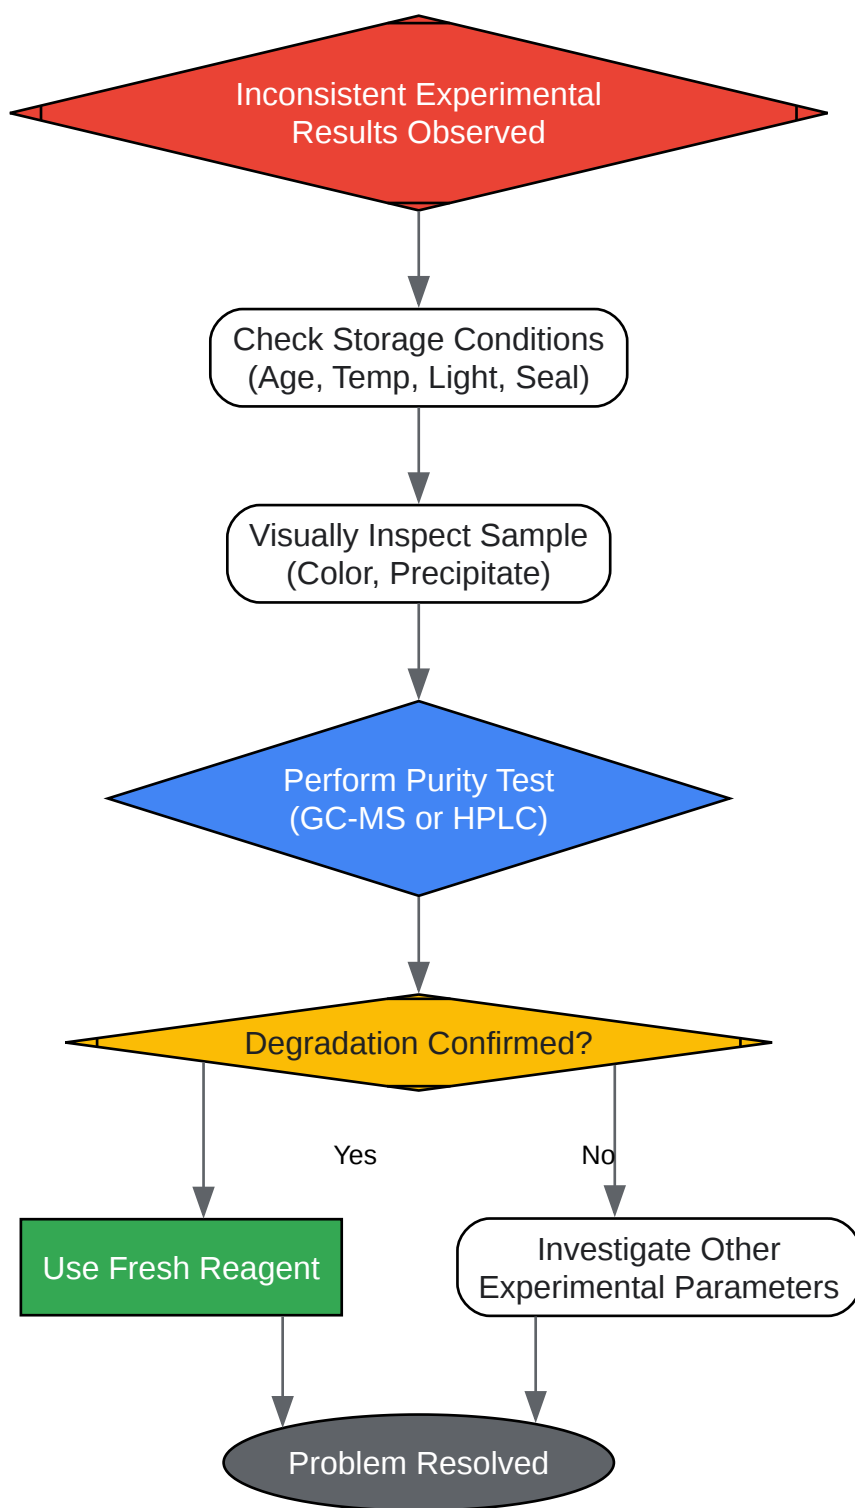 Inconsistent Experimental
Results Observed
Check Storage Conditions
(Age, Temp, Light, Seal)
Visually Inspect Sample
(Color, Precipitate)
Perform Purity Test
(GC-MS or HPLC)
Degradation Confirmed?
Yes
No
Use Fresh Reagent
Investigate Other
Experimental Parameters
Problem Resolved